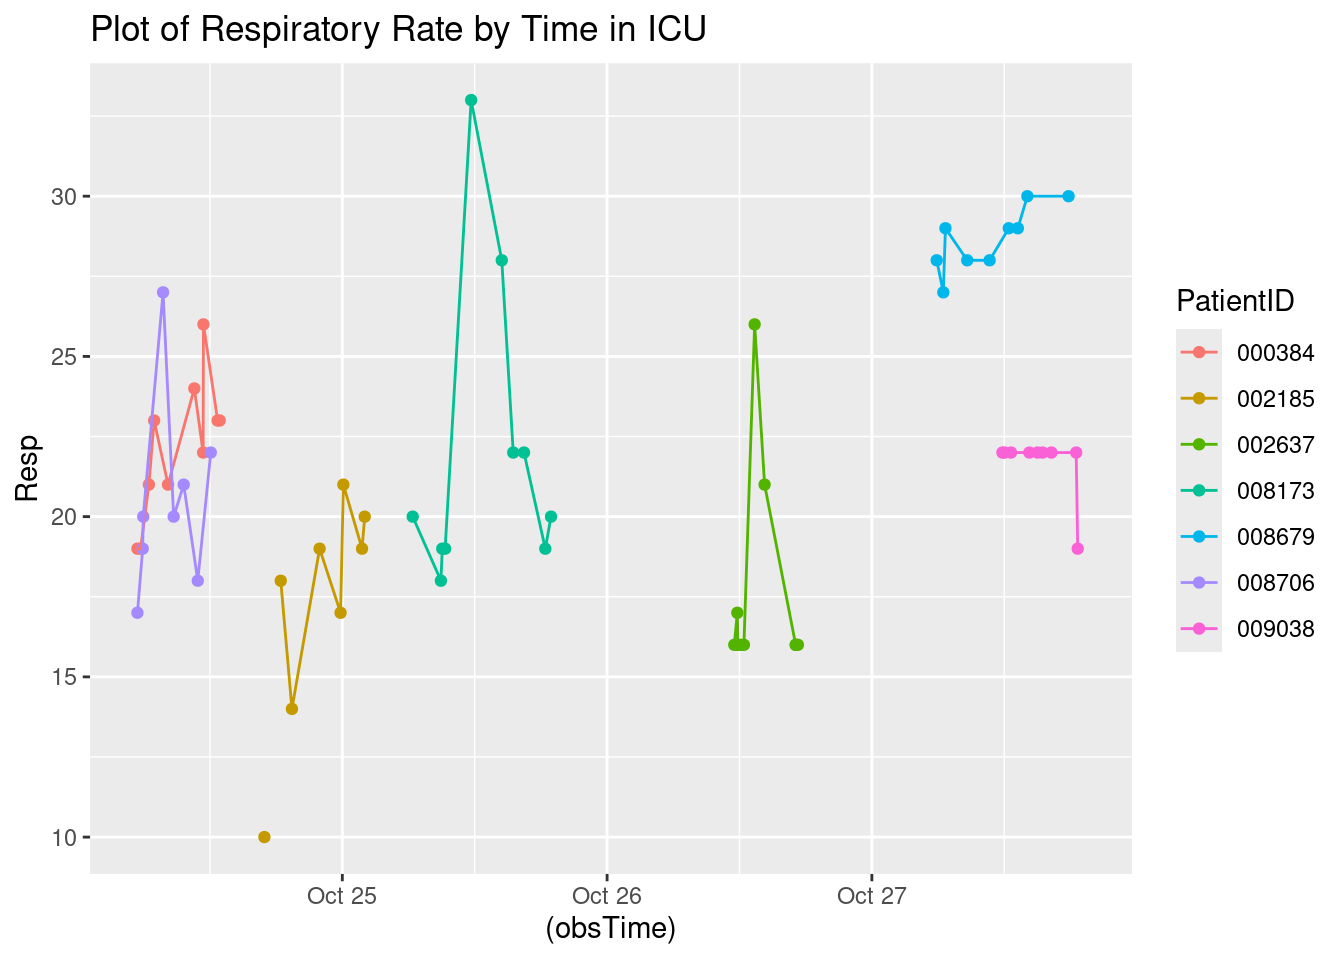 Plot of Respiratory Rate by Time in ICU
Resp
30
25
20
15
10
Oct 25
Oct 26
Oct 27
(obsTime)
PatientID
000384
002185
002637
008173
008679
008706
009038